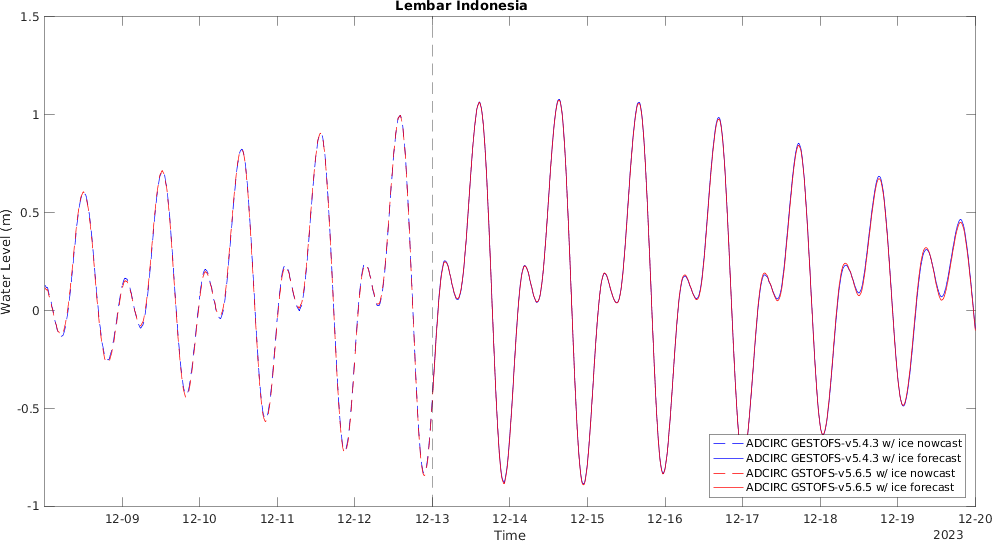 Lembar Indonesia
1.5
1
0.5
0
-0.5
-1
Water Level (m)
12-09 12-10 12-11 12-12 12-13 12-14 12-15 12-16 12-17 12-18 12-19 12-20
Time
2023
ADCIRC GESTOFS-v5.4.3 w/ ice nowcast
ADCIRC GESTOFS-v5.4.3 w/ ice forecast
ADCIRC GSTOFS-v5.6.5 w/ ice nowcast
ADCIRC GSTOFS-v5.6.5 w/ ice forecast